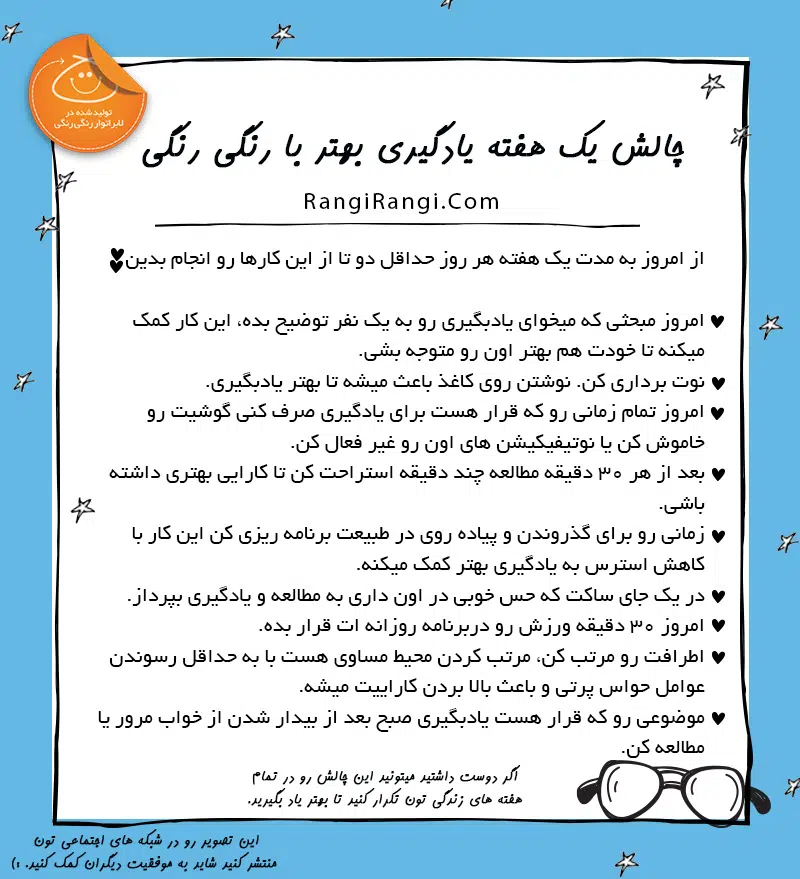 تولید شده در
لابراتوار رنگی رنگی
چالش یک هفته یادگیری بهتر با رنگی رنگی
RangiRangi.Com
از امروز به مدت یک هفته هر روز حداقل دو تا از این کارها رو انجام بدین
امروز مبحثی که میخوای یادبگیری رو به یک نفر توضیح بده، این کار کمک
میکنه تا خودت هم بهتر اون رو متوجه بشی.
نوت برداری کن. نوشتن روی کاغذ باعث میشه تا بهتر یادبگیری.
امروز تمام زمانی رو که قرار هست برای یادگیری صرف کنی گوشیت رو
خاموش کن یا نوتیفیکیشن های اون رو غیر فعال کن.
بعد از هر ۳۰ دقیقه مطالعه چند دقیقه استراحت کن تا کارایی بهتری داشته
باشی.
زمانی رو برای گذروندن و پیاده روی در طبیعت برنامه ریزی کن این کار با
کاهش استرس به یادگیری بهتر کمک میکنه.
در یک جای ساکت که حس خوبی در اون داری به مطالعه و یادگیری بپرداز.
امروز ۳۰ دقیقه ورزش رو دربرنامه روزانه ات قرار بده.
اطرافت رو مرتب کن، مرتب کردن محیط مساوی هست با به حداقل رسوندن
عوامل حواس پرتی و باعث بالا بردن کاراییت میشه.
موضوعی رو که قرار هست یادبگیری صبح بعد از بیدار شدن از خواب مرور یا
مطالعه کن.
اگر دوست داشتید میتونید این چالش رو در تمام
هفته های زندگی تون تکرار کنید تا بهتر یاد بگیرید.
این تصویر رو در شبکه های اجتماعی تون
منتشر کنید شاید به موفقیت دیگران کمک کنید. :)